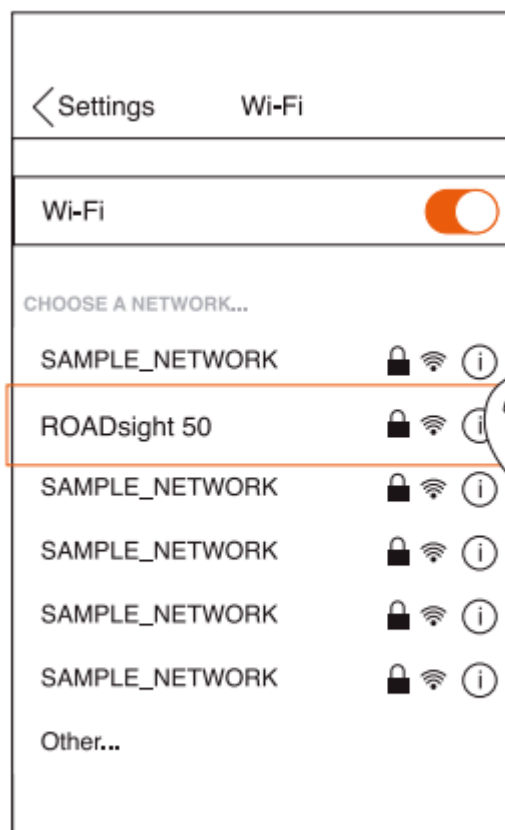 Settings Wi-Fi
Wi-Fi
CHOOSE A NETWORK...
SAMPLE_NETWORK
ROADsight 50
SAMPLE_NETWORK
SAMPLE_NETWORK
SAMPLE_NETWORK
SAMPLE_NETWORK
Other...